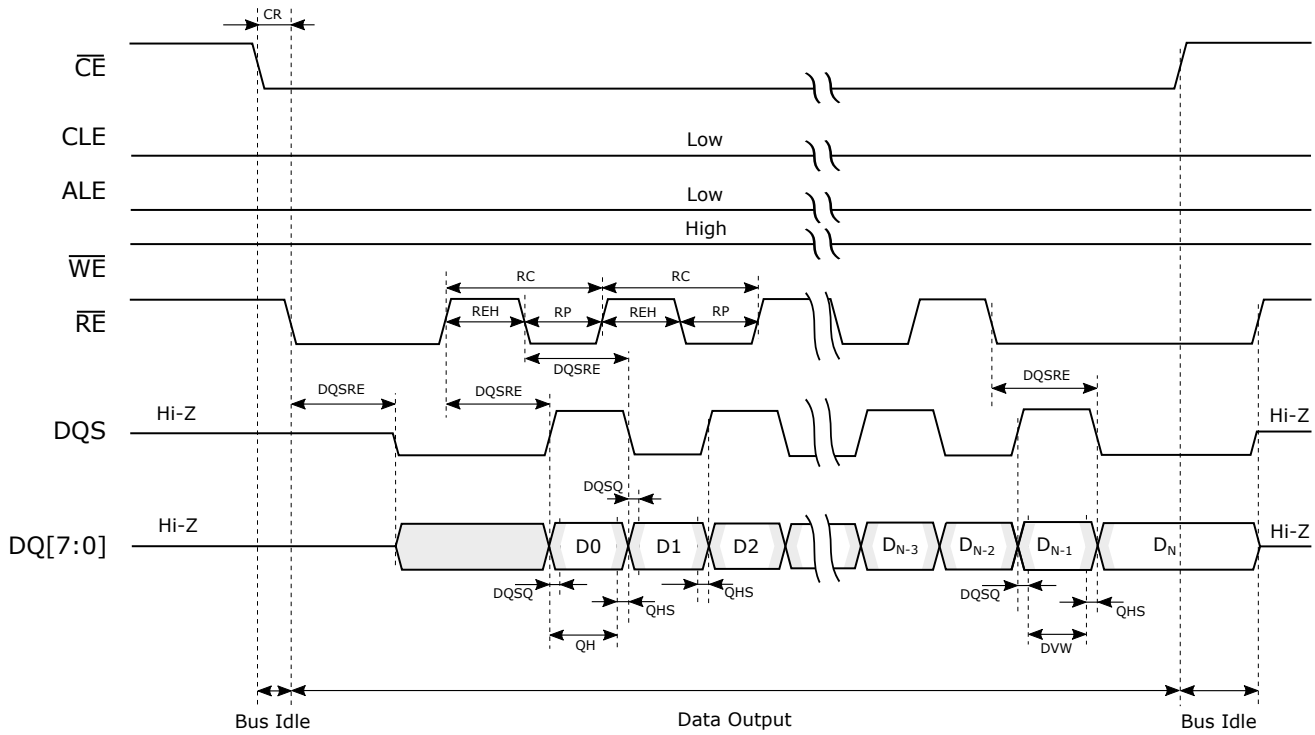 CR
CE
CLE
Low
ALE
Low
High
WE
RC
RC
RE
REH
RP
REH
RP
DQSRE
DQSRE
DQSRE
DQSRE
Hi-Z
Hi-Z
DQS
DQSQ
Hi-Z
Hi-Z
DQ[7:0]
D0
D1
D2
DN-3
DN-2
DN-1
DN
DQSQ
QHS
QHS
DQSQ
QHS
QH
DVW
Bus Idle
Data Output
Bus Idle